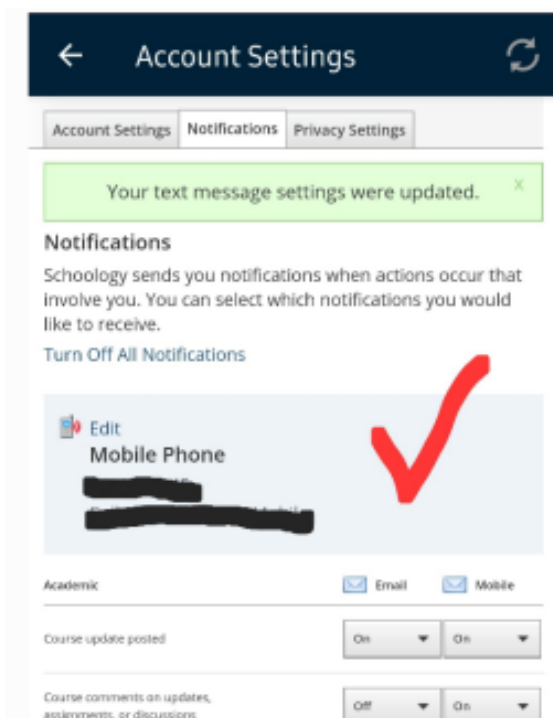 Account Settings
Account Settings Notifications Privacy Settings
Your text message settings were updated. X
Notifications
Schoology sends you notifications when actions occur that
involve you. You can select which notifications you would
like to receive.
Turn Off All Notifications
Edit
Mobile Phone
Academic Email Mobile
Course update posted On On
Course comments on updates, Off On
assignments, or discussions